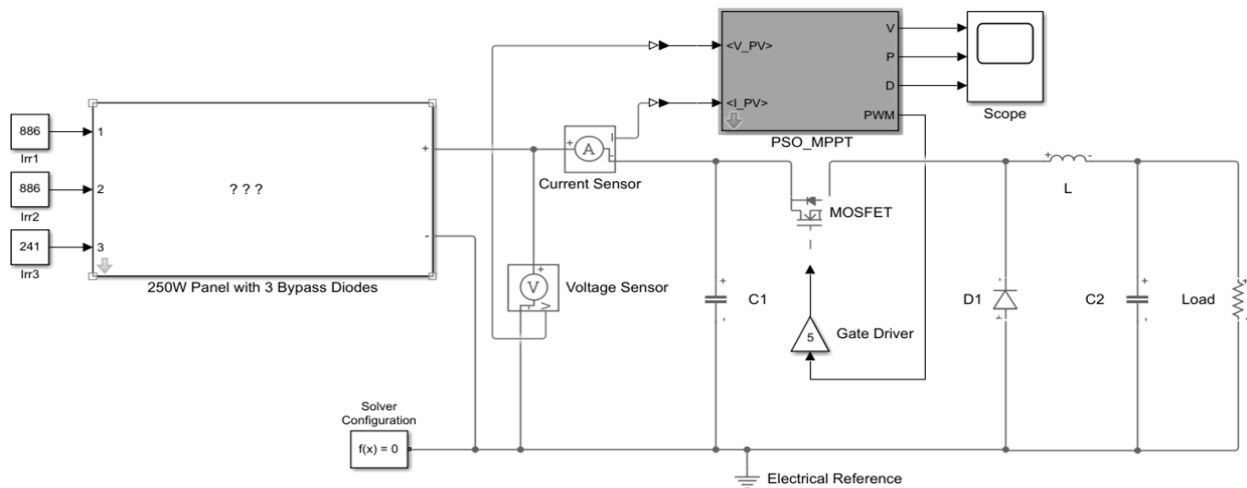 <V_PV>
<I_PV>
V
P
D
PWM
PSO_MPPT
Scope
886
Irr1
886
Irr2
241
Irr3
1
2
3
? ? ?
+
-
250W Panel with 3 Bypass Diodes
+
A
I
-
Current Sensor
+
V
-
V
Voltage Sensor
+
C1
-
MOSFET
5
Gate Driver
+
L
-
D1
+
-
C2
+
-
Load
+
-
Solver
Configuration
f(x) = 0
Electrical Reference